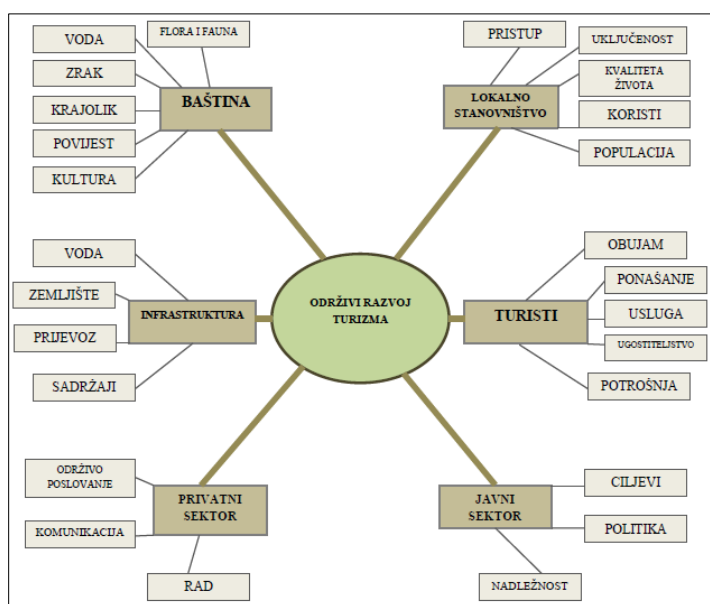 VODA
FLORA I FAUNA
ZRAK
KRAJOLIK
POVIJEST
KULTURA
BAŠTINA
PRISTUP
UKLJUČENOST
KVALITETA
ŽIVOTA
KORISTI
POPULACIJA
LOKALNO
STANOVNIŠTVO
VODA
ZEMLJIŠTE
PRIJEVOZ
SADRŽAJI
INFRASTRUKTURA
ODRŽIVI RAZVOJ
TURIZMA
TURISTI
OBUJAM
PONAŠANJE
USLUGA
UGOSTITELJSTVO
POTROŠNJA
ODRŽIVO
POSLOVANJE
KOMUNIKACIJA
RAD
PRIVATNI
SEKTOR
JAVNI
SEKTOR
CILJEVI
POLITIKA
NADLEŽNOST